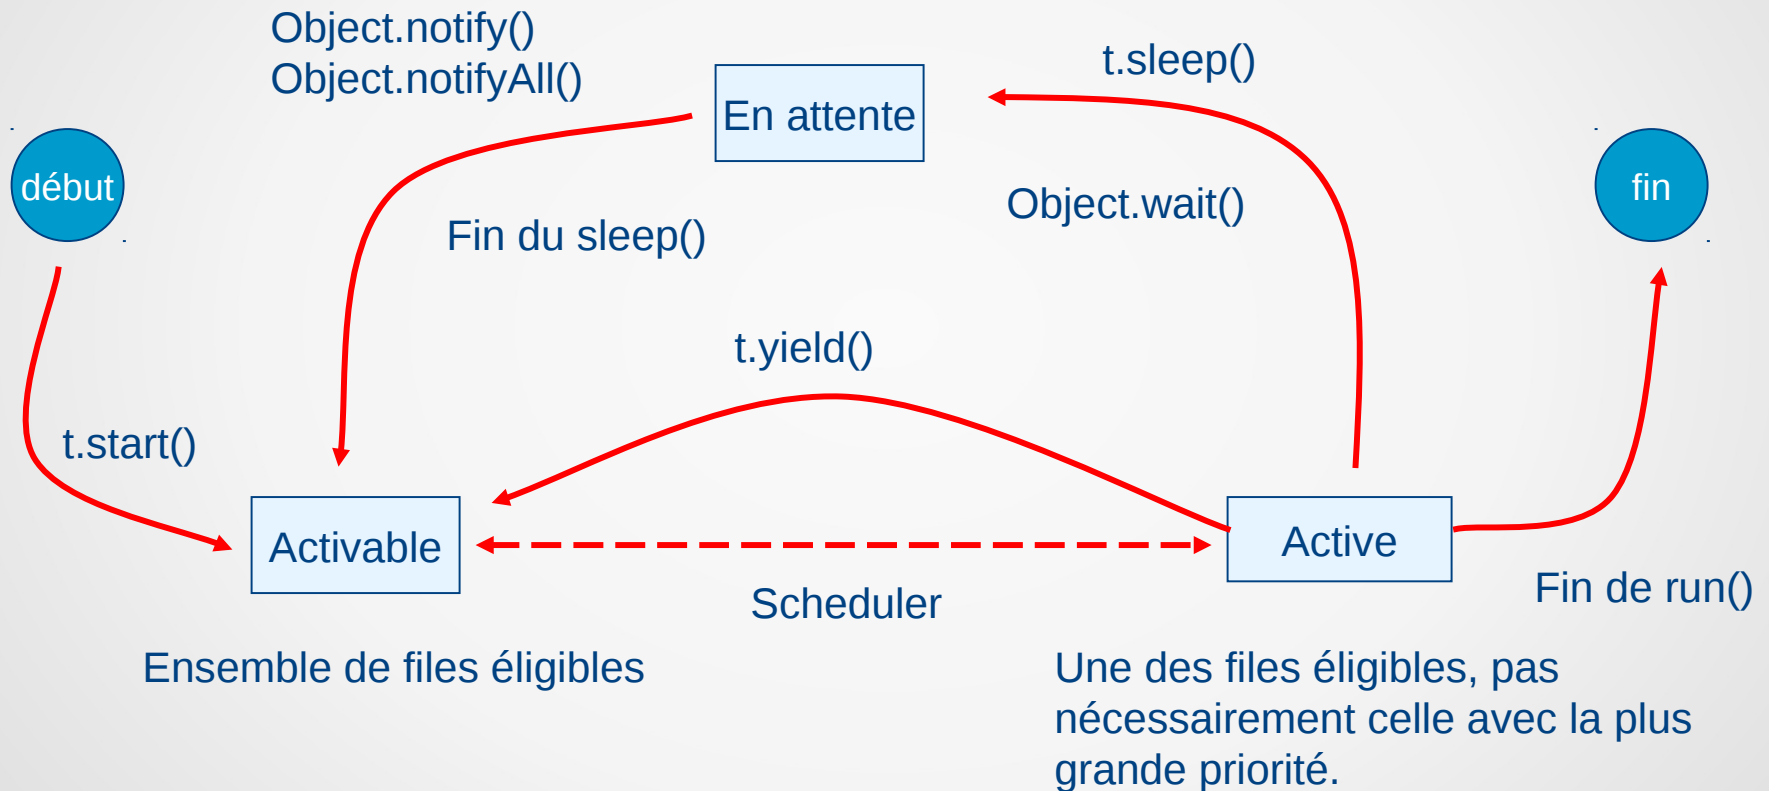 Object.notify()
Object.notifyAll()
t.sleep()
En attente
début
fin
Object.wait()
Fin du sleep()
t.yield()
t.start()
Activable
Active
Scheduler
Fin de run()
Ensemble de files éligibles
Une des files éligibles, pas
nécessairement celle avec la plus
grande priorité.